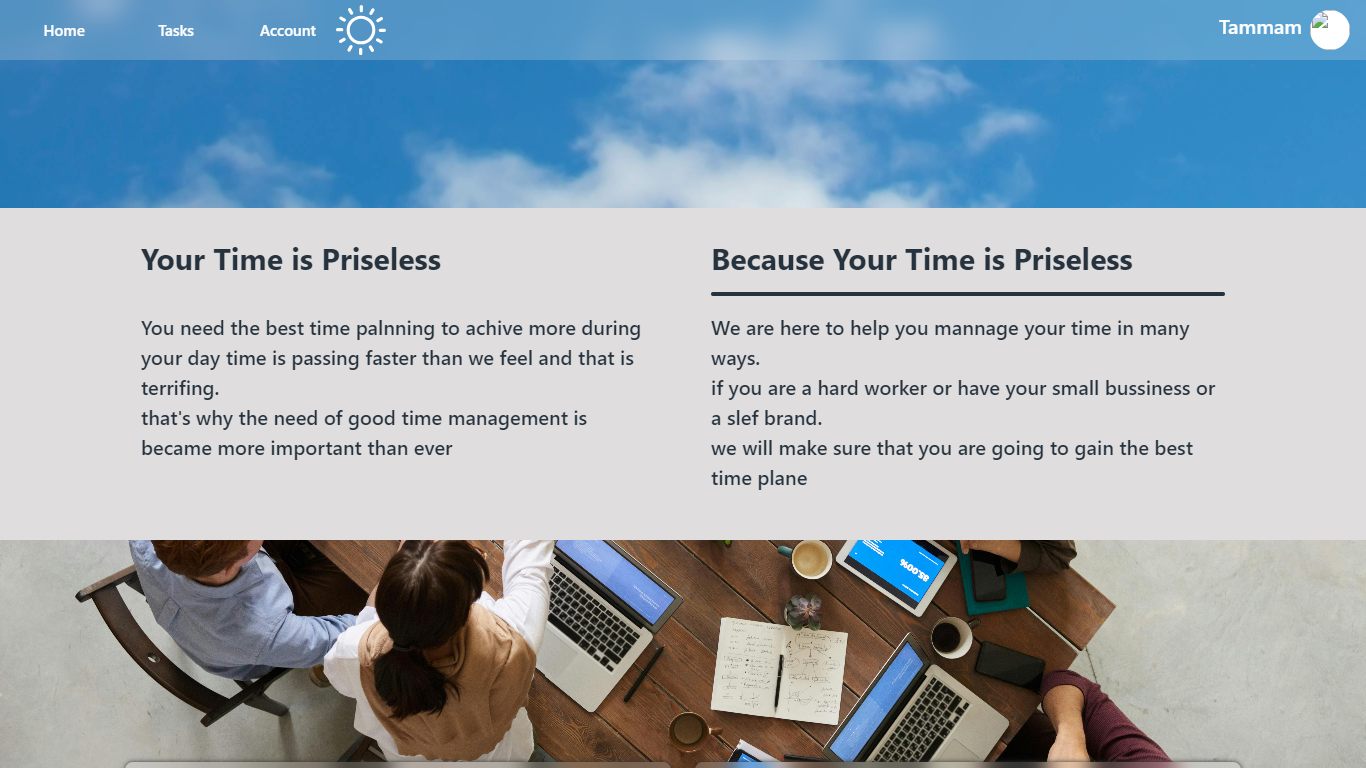 Home Tasks Account Tammam
Your Time is Priseless
You need the best time palnning to achive more during
your day time is passing faster than we feel and that is
terrifing.
that's why the need of good time management is
became more important than ever
Because Your Time is Priseless
We are here to help you mannage your time in many
ways.
if you are a hard worker or have your small bussiness or
a slef brand.
we will make sure that you are going to gain the best
time plane
85.00%